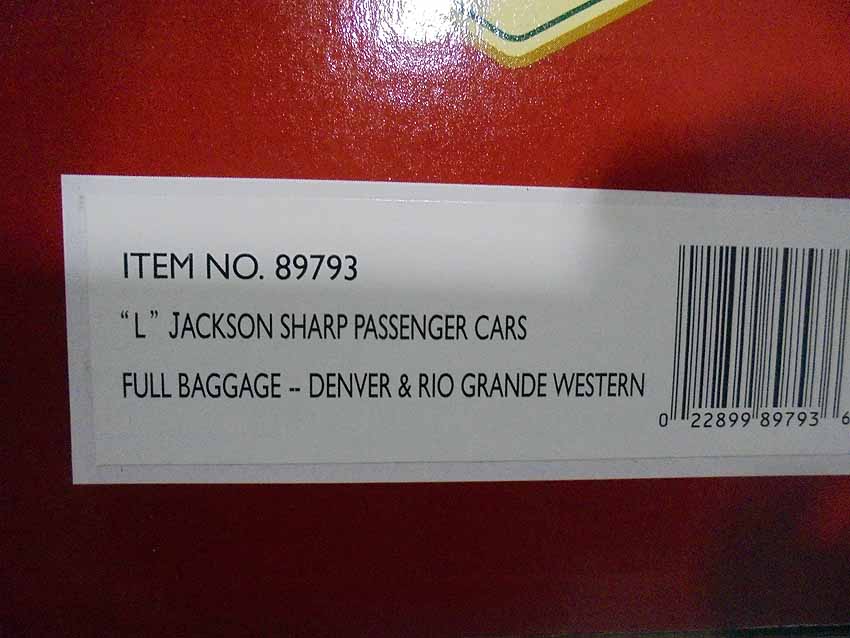 ITEM NO. 89793
"L" JACKSON SHARP PASSENGER CARS
FULL BAGGAGE -- DENVER & RIO GRANDE WESTERN
0 22899 89793 6